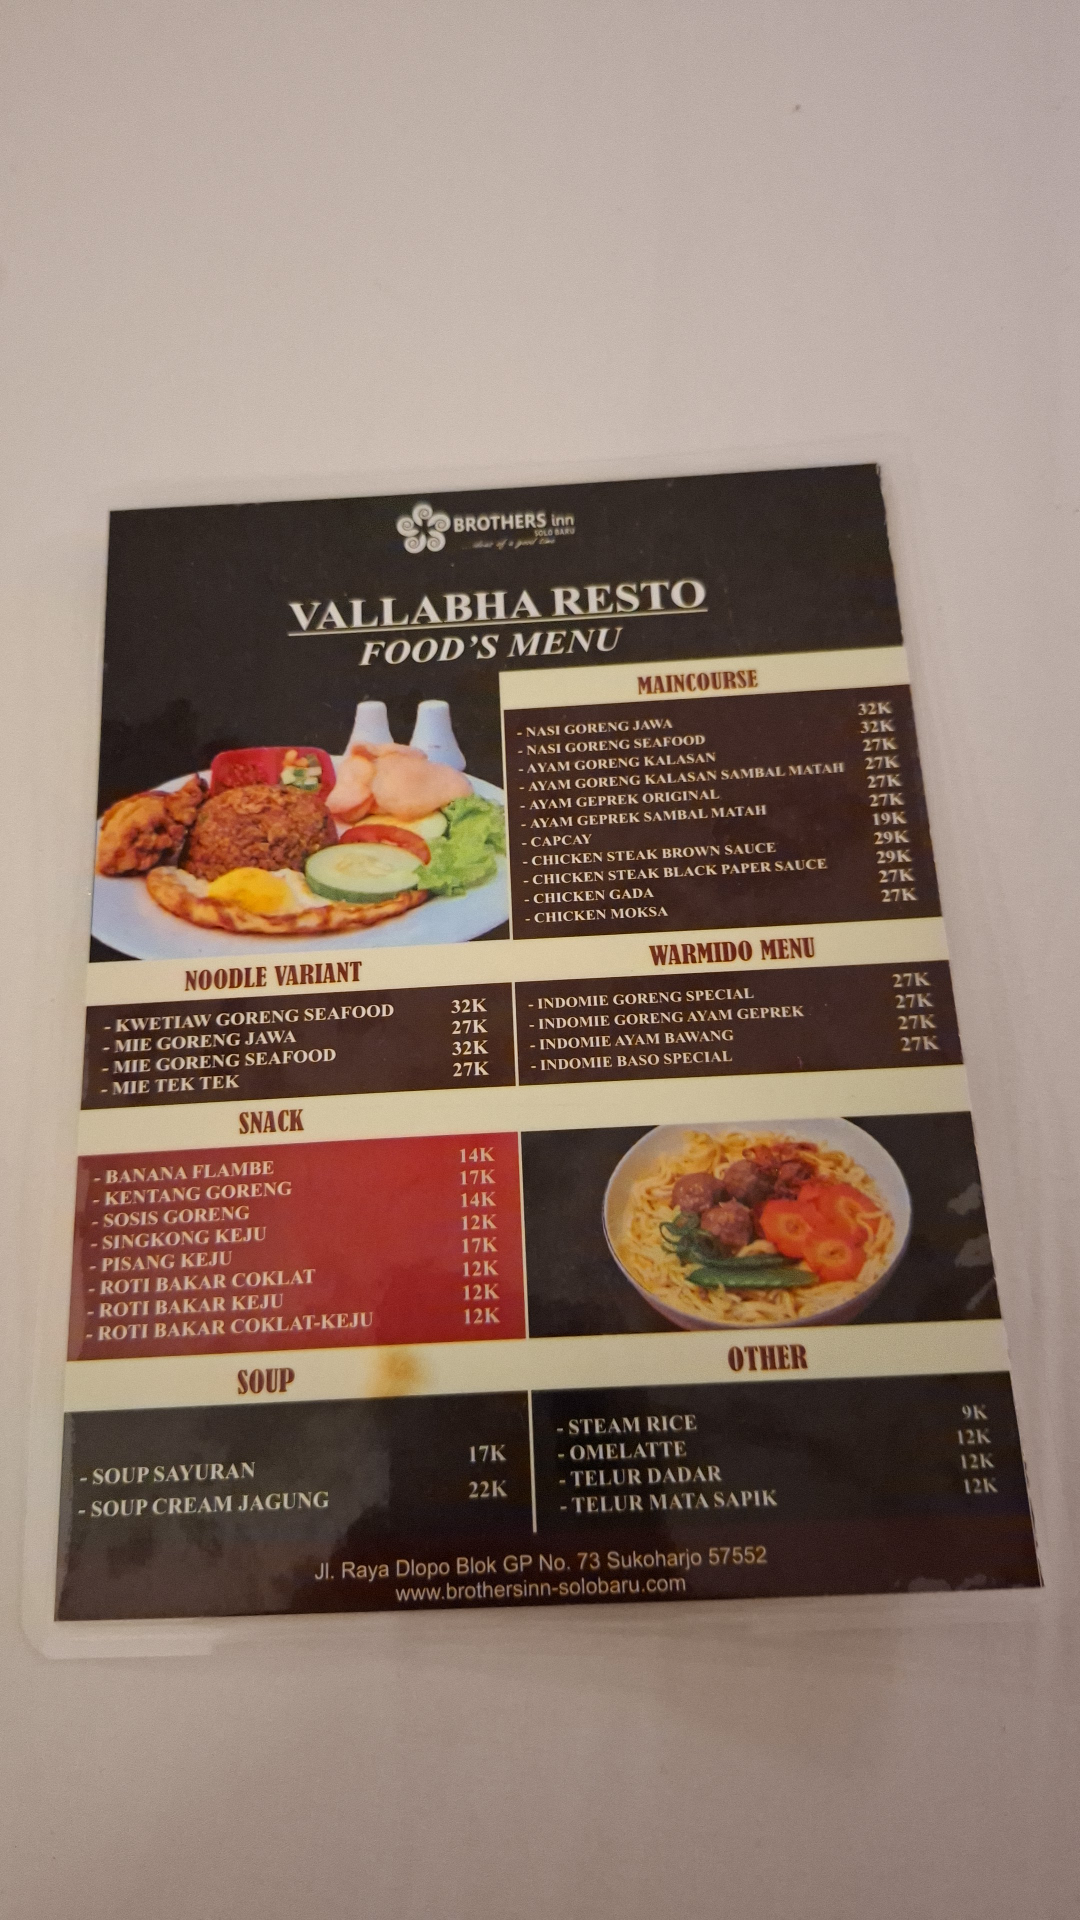 BROTHERS inn
SOLO BARU
of a good time
VALLABHA RESTO
FOOD'S MENU
MAINCOURSE
- NASI GORENG JAWA 32K
- NASI GORENG SEAFOOD 32K
- AYAM GORENG KALASAN 27K
- AYAM GORENG KALASAN SAMBAL MATAH 27K
- AYAM GEPREK ORIGINAL 27K
- AYAM GEPREK SAMBAL MATAH 27K
- CAPCAY 19K
- CHICKEN STEAK BROWN SAUCE 29K
- CHICKEN STEAK BLACK PAPER SAUCE 29K
- CHICKEN GADA 27K
- CHICKEN MOKSA 27K
NOODLE VARIANT
- KWETIAW GORENG SEAFOOD 32K
- MIE GORENG JAWA 27K
- MIE GORENG SEAFOOD 32K
- MIE TEK TEK 27K
WARMIDO MENU
- INDOMIE GORENG SPECIAL 27K
- INDOMIE GORENG AYAM GEPREK 27K
- INDOMIE AYAM BAWANG 27K
- INDOMIE BASO SPECIAL 27K
SNACK
- BANANA FLAMBE 14K
- KENTANG GORENG 17K
- SOSIS GORENG 14K
- SINGKONG KEJU 12K
- PISANG KEJU 17K
- ROTI BAKAR COKLAT 12K
- ROTI BAKAR KEJU 12K
- ROTI BAKAR COKLAT-KEJU 12K
SOUP
- SOUP SAYURAN 17K
- SOUP CREAM JAGUNG 22K
OTHER
- STEAM RICE 9K
- OMELATTE 12K
- TELUR DADAR 12K
- TELUR MATA SAPIK 12K
Jl. Raya Dlopo Blok GP No. 73 Sukoharjo 57552
www.brothersinn-solobaru.com